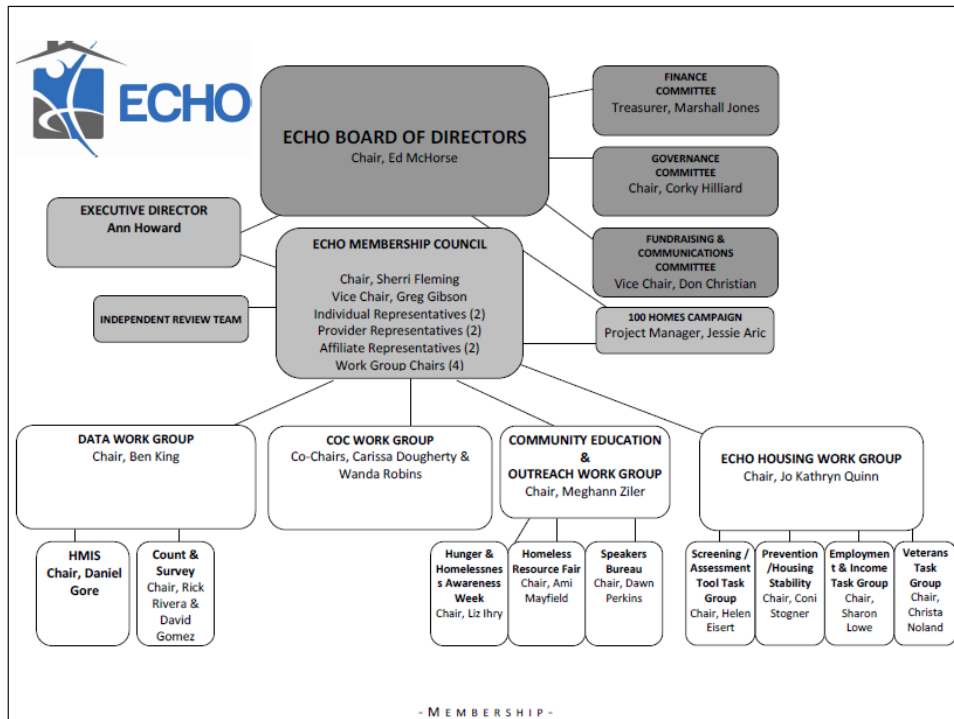 ECHO
ECHO BOARD OF DIRECTORS
Chair, Ed McHorse
FINANCE
COMMITTEE
Treasurer, Marshall Jones
GOVERNANCE
COMMITTEE
Chair, Corky Hilliard
FUNDRAISING &
COMMUNICATIONS
COMMITTEE
Vice Chair, Don Christian
EXECUTIVE DIRECTOR
Ann Howard
ECHO MEMBERSHIP COUNCIL
Chair, Sherri Fleming
Vice Chair, Greg Gibson
Individual Representatives (2)
Provider Representatives (2)
Affiliate Representatives (2)
Work Group Chairs (4)
INDEPENDENT REVIEW TEAM
100 HOMES CAMPAIGN
Project Manager, Jessie Aric
DATA WORK GROUP
Chair, Ben King
COC WORK GROUP
Co-Chairs, Carissa Dougherty &
Wanda Robins
COMMUNITY EDUCATION
&
OUTREACH WORK GROUP
Chair, Meghann Ziler
ECHO HOUSING WORK GROUP
Chair, Jo Kathryn Quinn
HMIS
Chair, Daniel
Gore
Count &
Survey
Chair, Rick
Rivera &
David
Gomez
Hunger &
Homelessnes
s Awareness
Week
Chair, Liz Ihry
Homeless
Resource Fair
Chair, Ami
Mayfield
Speakers
Bureau
Chair, Dawn
Perkins
Screening /
Assessment
Tool Task
Group
Chair, Helen
Eisert
Prevention
/Housing
Stability
Chair, Coni
Stogner
Employmen
t & Income
Task Group
Chair,
Sharon
Lowe
Veterans
Task
Group
Chair,
Christa
Noland
- MEMBERSHIP -